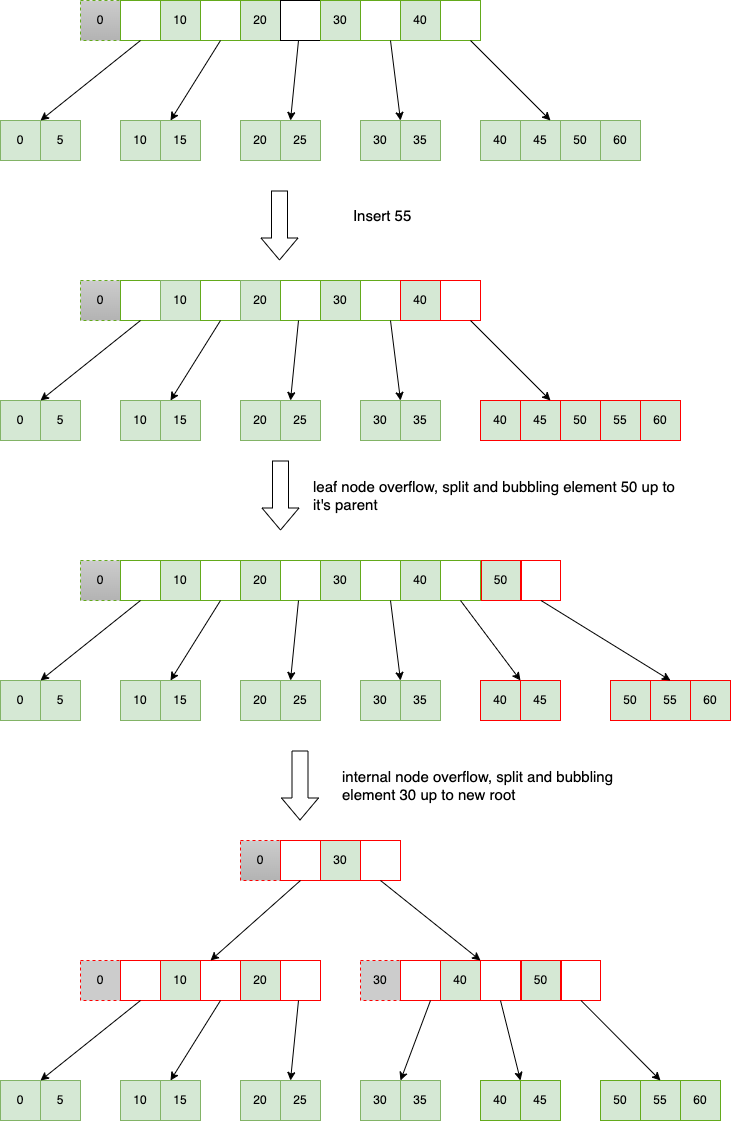 0 10 20 30 40
0 5 10 15 20 25 30 35 40 45 50 60
Insert 55
0 10 20 30 40
0 5 10 15 20 25 30 35 40 45 50 55 60
leaf node overflow, split and bubbling element 50 up to
it's parent
0 10 20 30 40 50
0 5 10 15 20 25 30 35 40 45 50 55 60
internal node overflow, split and bubbling
element 30 up to new root
0 30
0 10 20 30 40 50
0 5 10 15 20 25 30 35 40 45 50 55 60